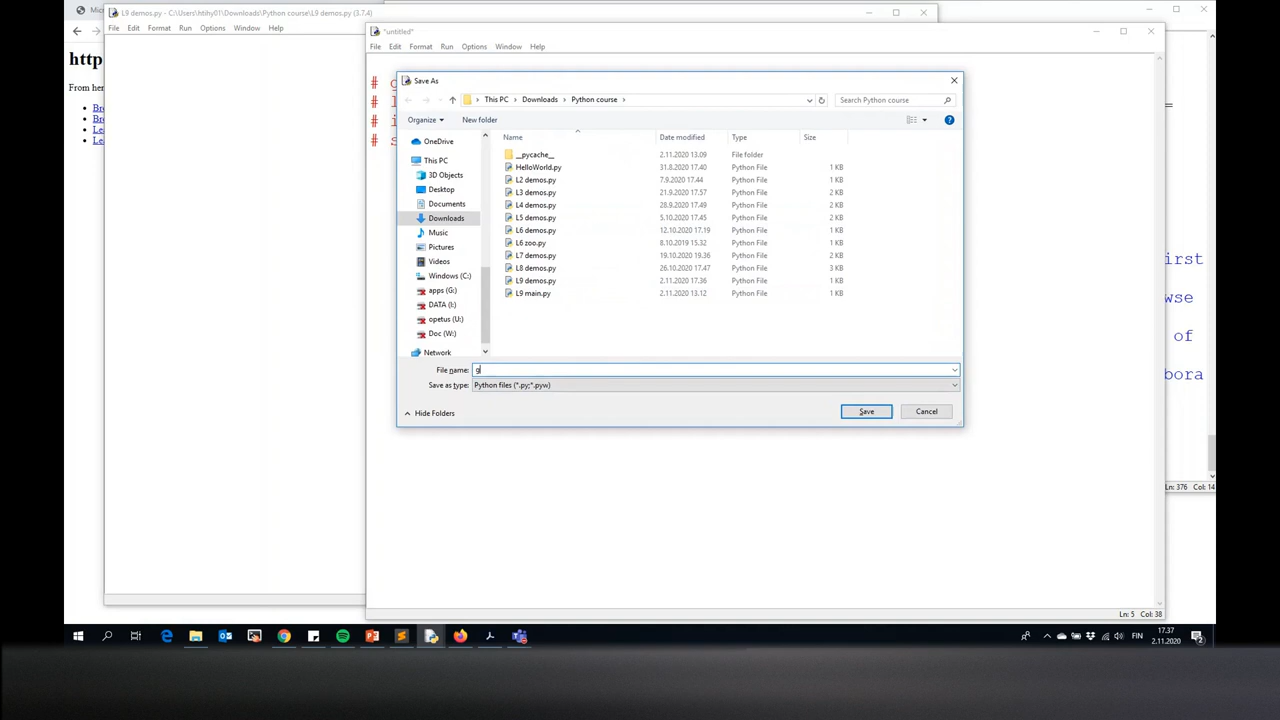 L9 demos.py - C:\Users\htihy01\Downloads\Python course\L9 demos.py (3.7.4)
File Edit Format Run Options Window Help
*untitled*
File Edit Format Run Options Window Help
http
From her
Bro
Bro
Lea
Lea
#
# l
# i
# s
Save As
This PC > Downloads > Python course >
Search Python course
Organize
New folder
Name Date modified Type Size
OneDrive
This PC
3D Objects
Desktop
Documents
Downloads
Music
Pictures
Videos
Windows (C:)
apps (G:)
DATA (I:)
opetus (U:)
Doc (W:)
Network
__pycache__ 2.11.2020 13.09 File folder
HelloWorld.py 31.8.2020 17.40 Python File 1 KB
L2 demos.py 7.9.2020 17.44 Python File 1 KB
L3 demos.py 21.9.2020 17.57 Python File 2 KB
L4 demos.py 28.9.2020 17.49 Python File 2 KB
L5 demos.py 5.10.2020 17.45 Python File 2 KB
L6 demos.py 12.10.2020 17.19 Python File 1 KB
L6 zoo.py 8.10.2019 15.32 Python File 1 KB
L7 demos.py 19.10.2020 19.36 Python File 2 KB
L8 demos.py 26.10.2020 17.47 Python File 3 KB
L9 demos.py 2.11.2020 17.36 Python File 1 KB
L9 main.py 2.11.2020 13.12 Python File 1 KB
File name: g
Save as type: Python files (*.py;*.pyw)
Hide Folders
Save
Cancel
=
irst
wse
of
bora
Ln: 376 Col: 14
Ln: 5 Col: 38
FIN
17.37
2.11.2020
2